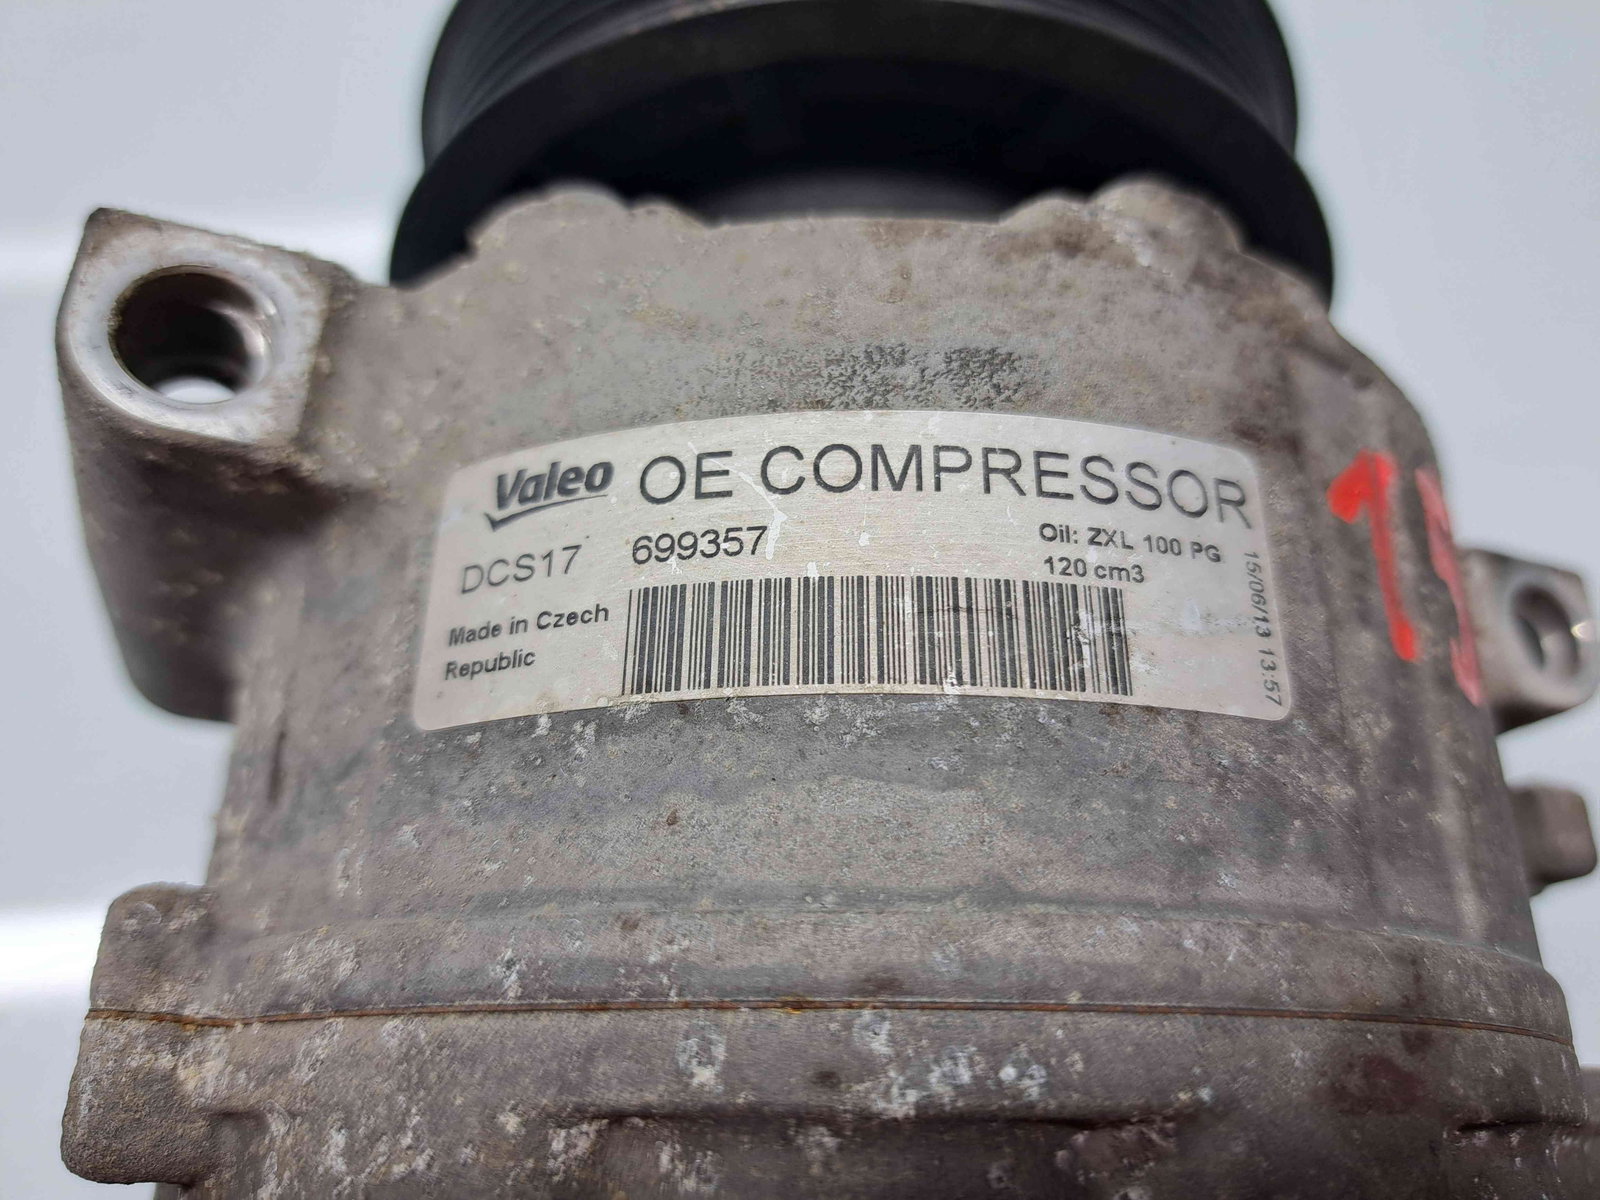 Valeo OE COMPRESSOR
DCS17 699357
Oil: ZXL 100 PG
120 cm3
Made in Czech
Republic
15/06/13 13:57